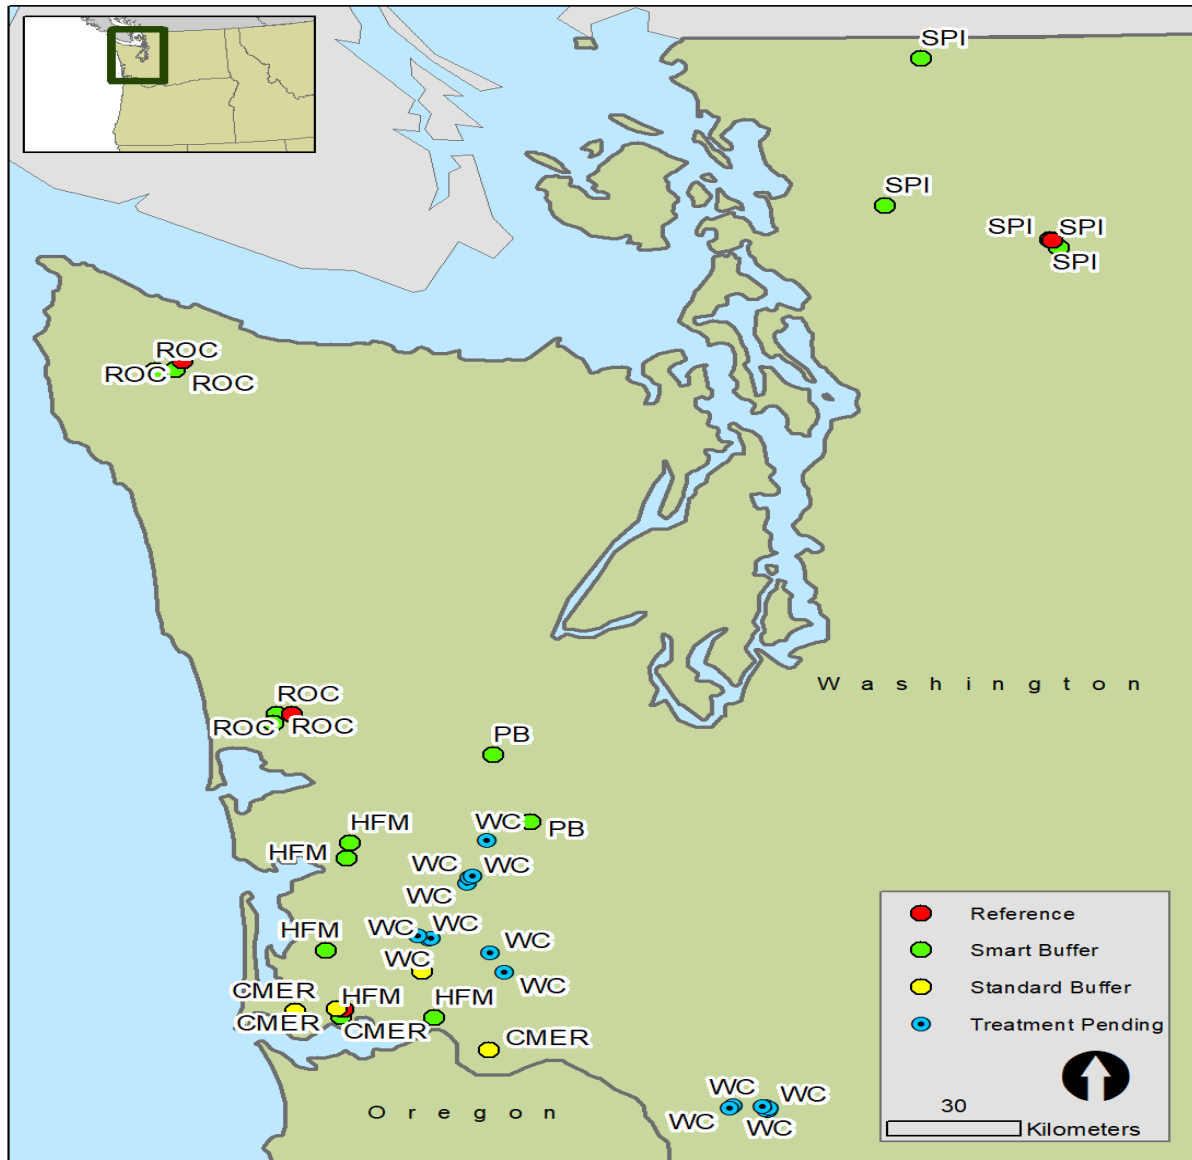 SPI
SPI
SPI SPI
SPI
ROC
ROC ROC
Washington
ROC
ROC ROC
PB
WC PB
HFM
HFM
WC WC
WC
HFM
WC WC
WC
WC
WC
CMER
HFM HFM
CMER CMER
CMER
WC WC
WC WC
Oregon
Reference
Smart Buffer
Standard Buffer
Treatment Pending
30
Kilometers